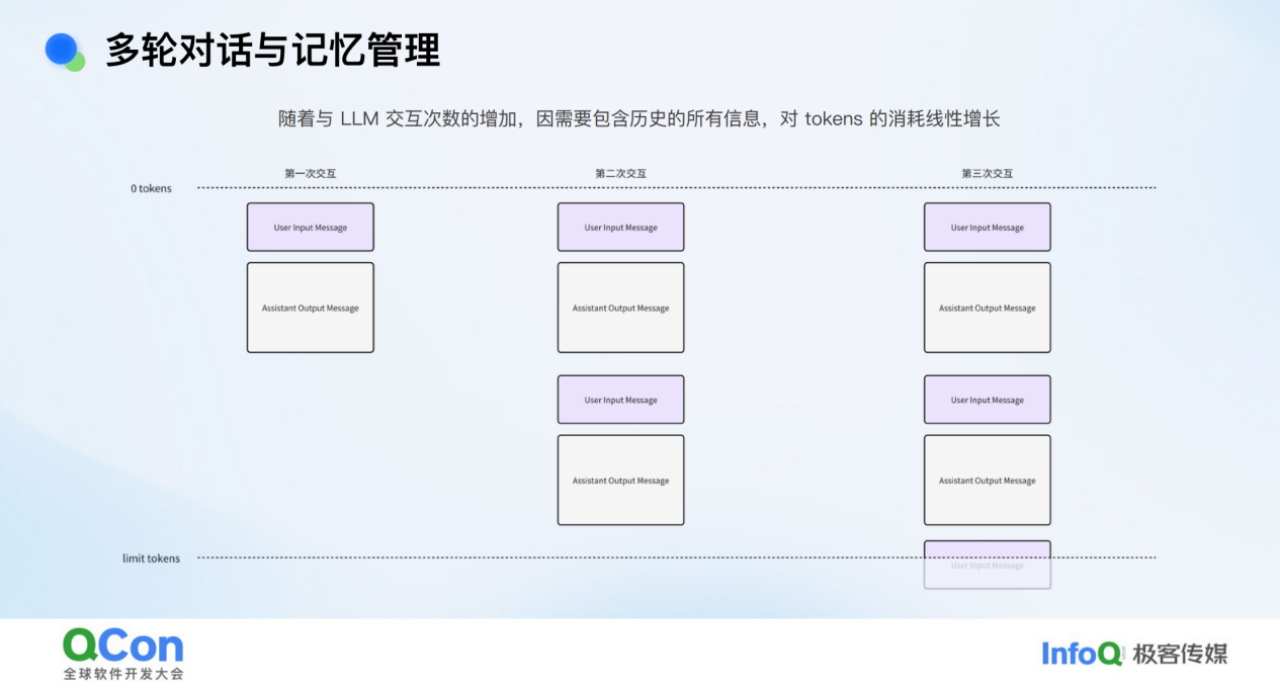 多轮对话与记忆管理
随着与 LLM 交互次数的增加，因需要包含历史的所有信息，对 tokens 的消耗线性增长
第一次交互
第二次交互
第三次交互
0 tokens
User Input Message
User Input Message
User Input Message
Assistant Output Message
Assistant Output Message
Assistant Output Message
User Input Message
User Input Message
Assistant Output Message
Assistant Output Message
limit tokens
User Input Message
QCon
全球软件开发大会
InfoQ 极客传媒